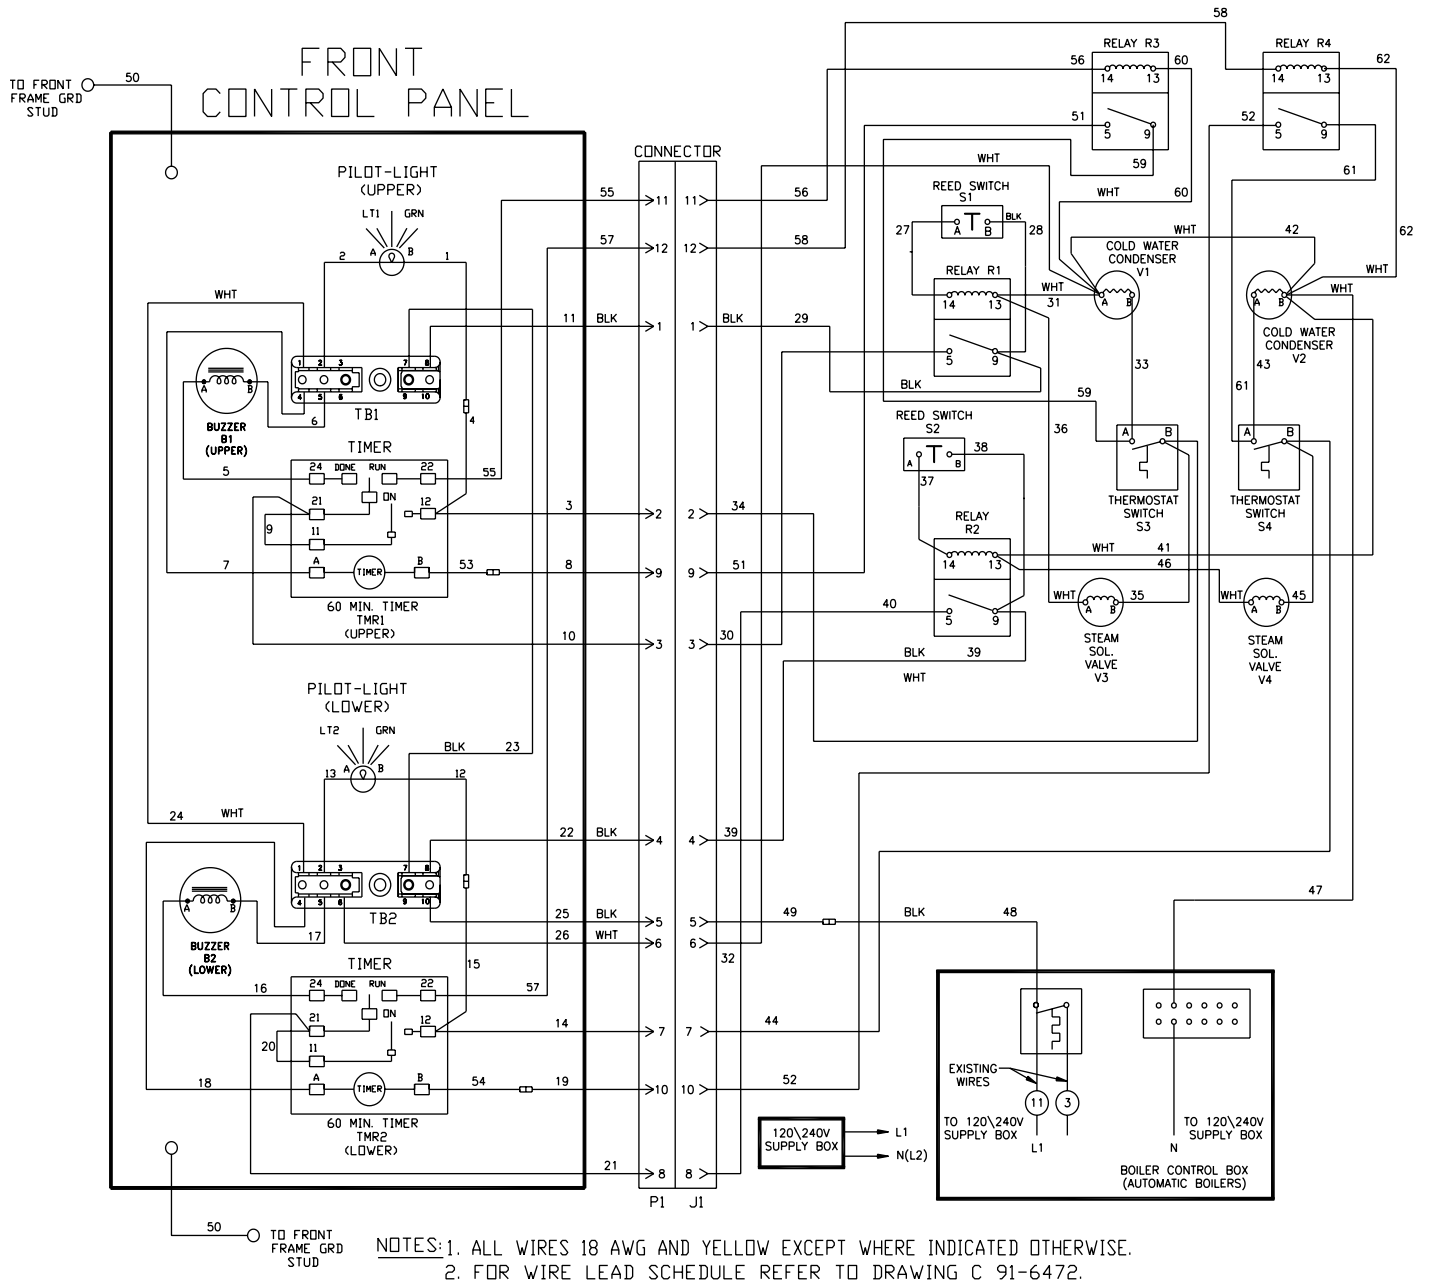 FRONT
CONTROL PANEL
TO FRONT
FRAME GRD
STUD
50
PILOT-LIGHT
(UPPER)
LT1 GRN
A B
2 1
WHT
55
57
11 BLK
1 2 3 7 8
4 5 6 9 10
TB1
A B
BUZZER
B1
(UPPER)
6
4
5
TIMER
24 DONE RUN 22
55
21 ON 12
9
11
3
7
A TIMER B
53 8
60 MIN. TIMER
TMR1
(UPPER)
10
PILOT-LIGHT
(LOWER)
LT2 GRN
A B
13 12
BLK 23
24 WHT
22 BLK
1 2 3 7 8
4 5 6 9 10
TB2
A B
BUZZER
B2
(LOWER)
17
25 BLK
26 WHT
15
16
TIMER
24 DONE RUN 22
57
21 ON 12
14
20
11
18
A TIMER B
54 19
60 MIN. TIMER
TMR2
(LOWER)
21
50
TO FRONT
FRAME GRD
STUD
CONNECTOR
11 11
12 12
1 1
2 2
9 9
3 3
4 4
5 5
6 6
7 7
10 10
8 8
P1 J1
56
58
BLK 29
34
51
30
39
49
BLK 48
32
44
52
58
RELAY R3
56
14 13
60
51
5 9
59
RELAY R4
14 13
62
52
5 9
61
WHT
WHT 60
REED SWITCH
S1
A B
BLK
27 28
RELAY R1
14 13
WHT
31
5 9
BLK
WHT 42
62
WHT
COLD WATER
CONDENSER
V1
A B
A B
WHT
COLD WATER
CONDENSER
V2
33
43
61
59
36
REED SWITCH
S2
A B
38
37
A B
THERMOSTAT
SWITCH
S3
A B
THERMOSTAT
SWITCH
S4
RELAY
R2
14 13
WHT 41
46
40
5 9
BLK 39
WHT
WHT
A B
35
STEAM
SOL.
VALVE
V3
WHT
A B
45
STEAM
SOL.
VALVE
V4
47
EXISTING
WIRES
11 3
TO 120\240V
SUPPLY BOX
L1
N
TO 120\240V
SUPPLY BOX
BOILER CONTROL BOX
(AUTOMATIC BOILERS)
120\240V
SUPPLY BOX
L1
N(L2)
NOTES: 1. ALL WIRES 18 AWG AND YELLOW EXCEPT WHERE INDICATED OTHERWISE.
2. FOR WIRE LEAD SCHEDULE REFER TO DRAWING C 91-6472.